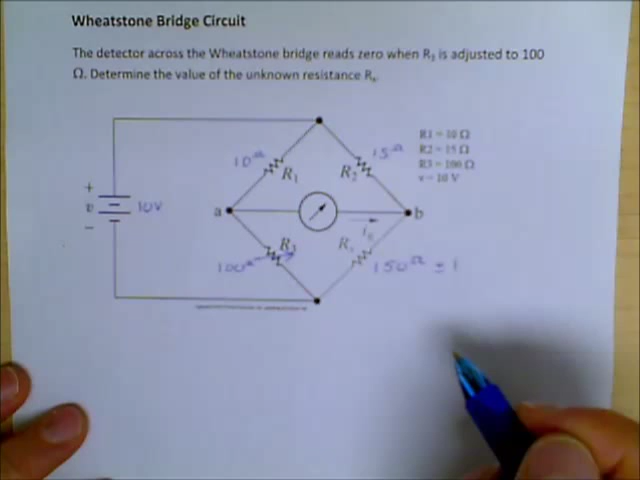 Wheatstone Bridge Circuit
The detector across the Wheatstone bridge reads zero when R3 is adjusted to 100
Ω. Determine the value of the unknown resistance Rx.
R1 = 10 Ω
R2 = 15 Ω
R3 = 100 Ω
v = 10 V
10Ω
R1
R2
15Ω
+
v
10V
−
a
b
ig
R3
100Ω
Rx
150Ω ± 1